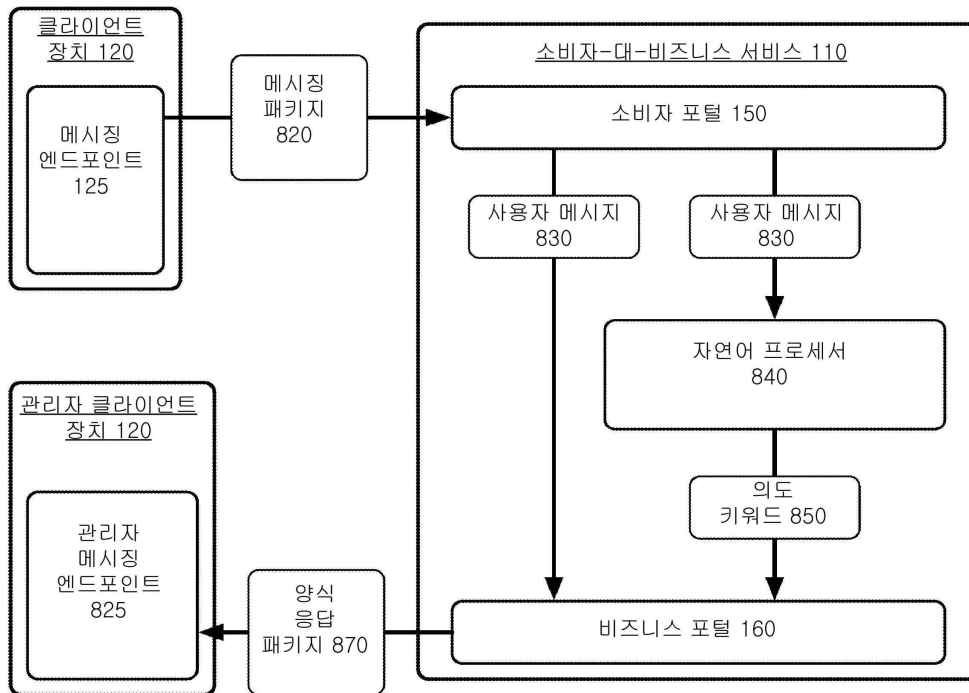 클라이언트
장치 120
메시징
엔드포인트
125
메시징
패키지
820
소비자-대-비즈니스 서비스 110
소비자 포털 150
사용자 메시지
830
사용자 메시지
830
자연어 프로세서
840
의도
키워드 850
비즈니스 포털 160
관리자 클라이언트
장치 120
관리자
메시징
엔드포인트
825
양식
응답
패키지 870